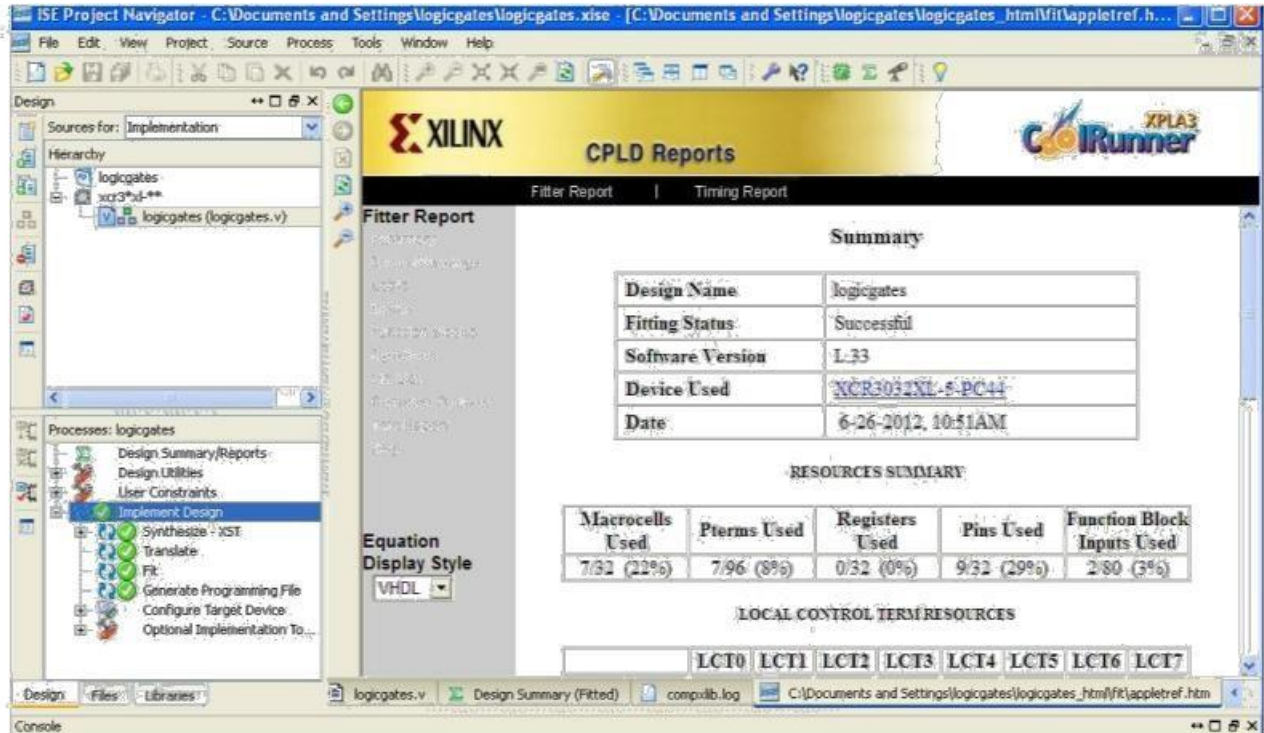 ISE Project Navigator - C:\Documents and Settings\logicgates\logicgates.xise - [C:\Documents and Settings\logicgates\logicgates_html\fit\appletref.h...
File Edit View Project Source Process Tools Window Help
Design
Sources for: Implementation
Hierarchy
logicgates
xcr3*xl-**
logicgates (logicgates.v)
Processes: logicgates
Design Summary/Reports
Design Utilities
User Constraints
Implement Design
Synthesize - XST
Translate
Fit
Generate Programming File
Configure Target Device
Optional Implementation To...
Design Files Libraries
XILINX
CPLD Reports
XPLA3
CoolRunner
Fitter Report | Timing Report
Fitter Report
Equation
Display Style
VHDL
Summary
Design Name logicgates
Fitting Status Successful
Software Version L.33
Device Used XCR3032XL-5-PC44
Date 6-26-2012, 10:51AM
RESOURCES SUMMARY
Macrocells Used Pterms Used Registers Used Pins Used Function Block Inputs Used
7/32 (22%) 7/96 (8%) 0/32 (0%) 9/32 (29%) 2/80 (3%)
LOCAL CONTROL TERM RESOURCES
LCT0 LCT1 LCT2 LCT3 LCT4 LCT5 LCT6 LCT7
logicgates.v Design Summary (Fitted) compxlib.log C:\Documents and Settings\logicgates\logicgates_html\fit\appletref.htm
Console